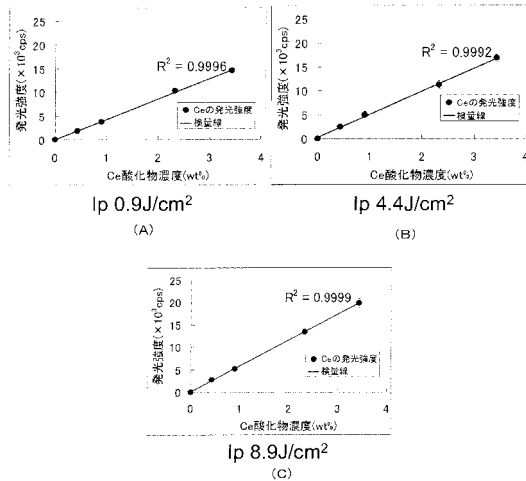 発光強度(×10³cps)
25
20
15
10
5
0
R² = 0.9996
● Ceの発光強度
— 検量線
0 1 2 3 4
Ce酸化物濃度(wt%)
Ip 0.9J/cm²
(A)
発光強度(×10³cps)
25
20
15
10
5
0
R² = 0.9992
● Ceの発光強度
— 検量線
0 1 2 3 4
Ce酸化物濃度(wt%)
Ip 4.4J/cm²
(B)
発光強度(×10³cps)
25
20
15
10
5
0
R² = 0.9999
● Ceの発光強度
— 検量線
0 1 2 3 4
Ce酸化物濃度(wt%)
Ip 8.9J/cm²
(C)